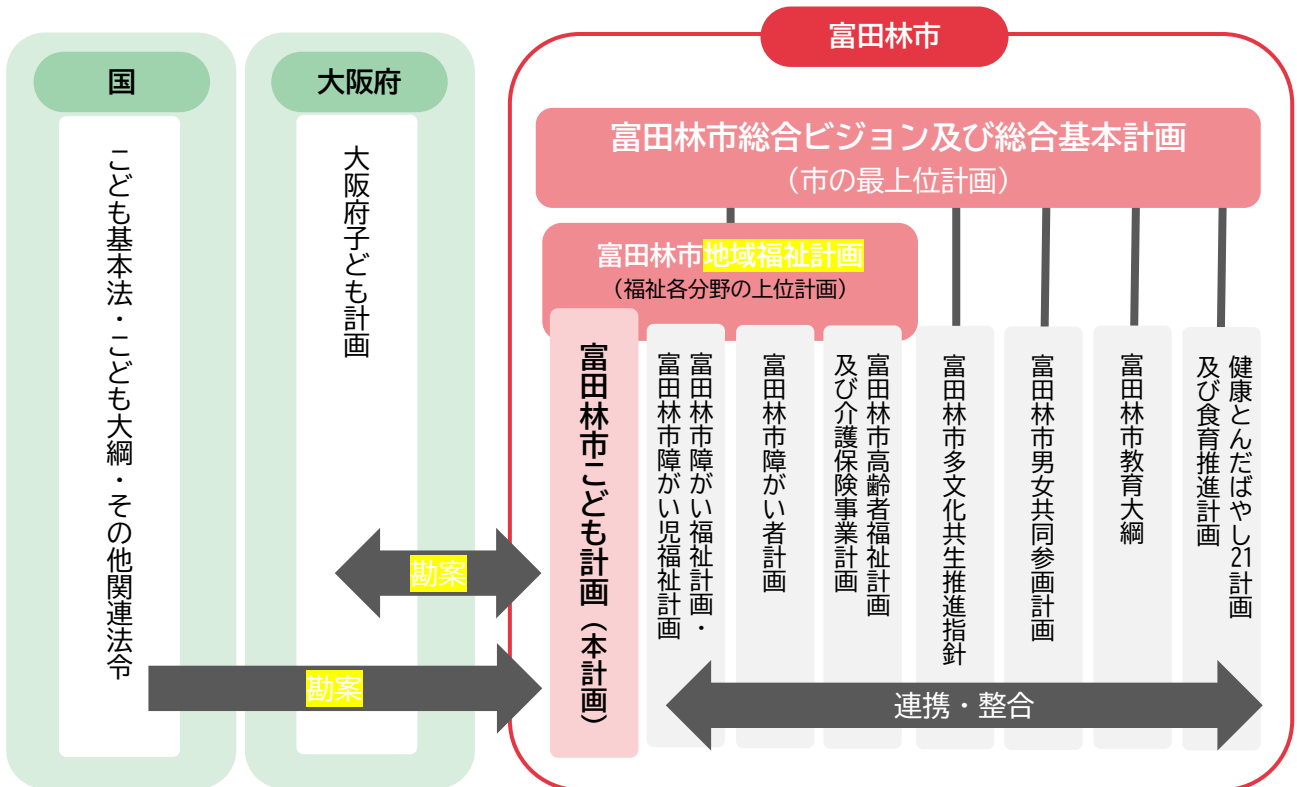 国
こども基本法・こども大綱・その他関連法令
大阪府
大阪府子ども計画
富田林市
富田林市総合ビジョン及び総合基本計画
（市の最上位計画）
富田林市地域福祉計画
（福祉各分野の上位計画）
富田林市こども計画（本計画）
富田林市障がい福祉計画・
富田林市障がい児福祉計画
富田林市障がい者計画
富田林市高齢者福祉計画
及び介護保険事業計画
富田林市多文化共生推進指針
富田林市男女共同参画計画
富田林市教育大綱
健康とんだばやし21計画
及び食育推進計画
勘案
勘案
連携・整合